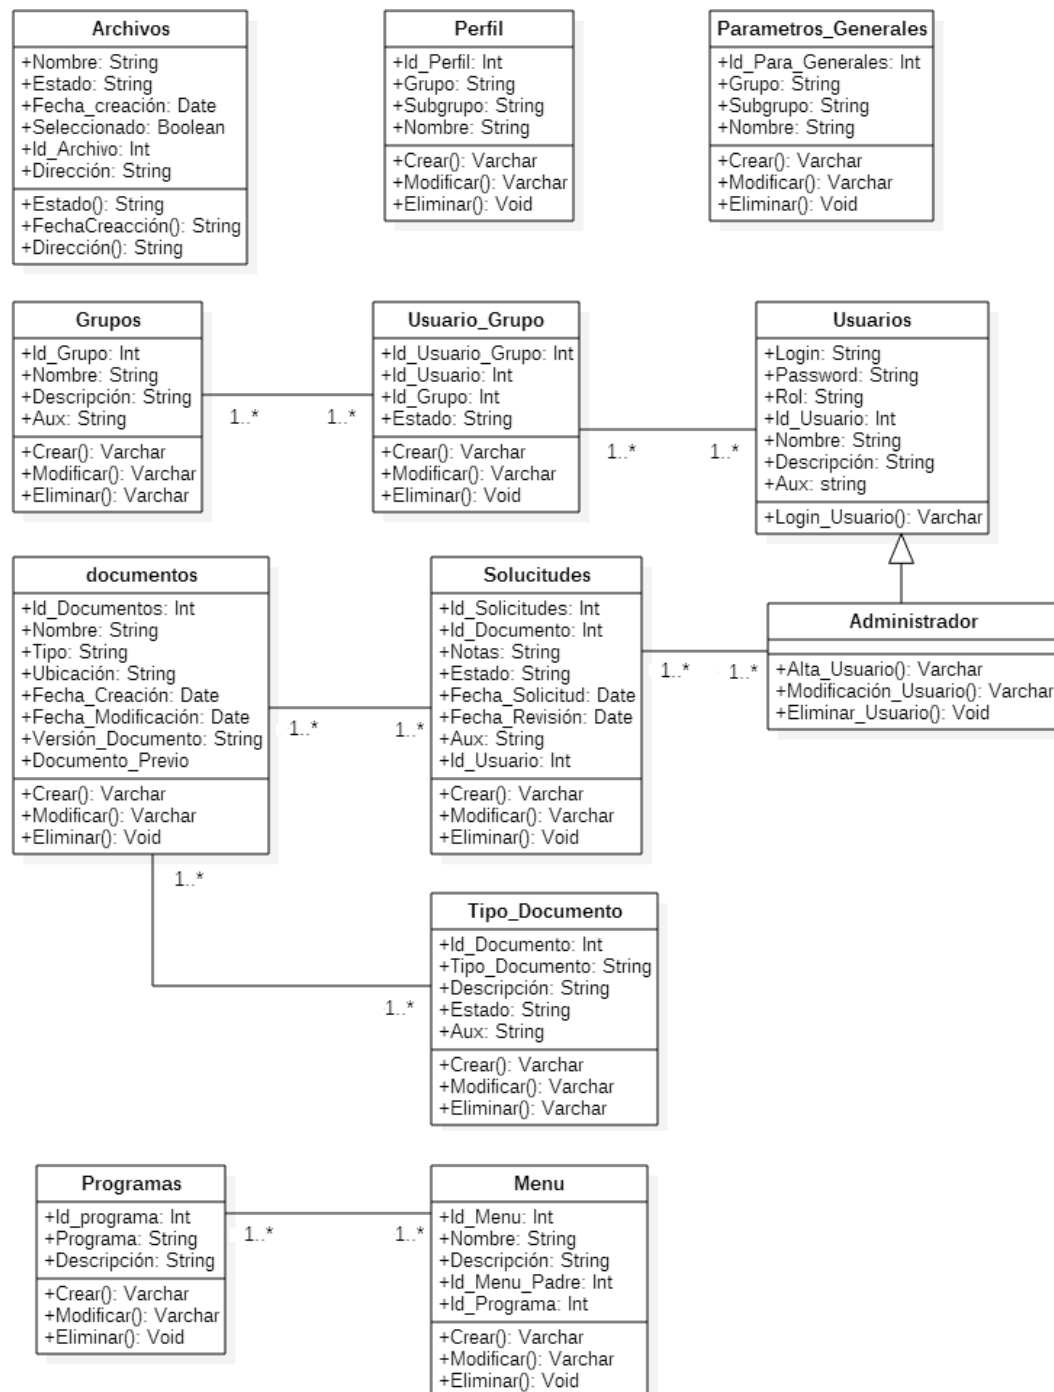 Archivos
+Nombre: String
+Estado: String
+Fecha_creación: Date
+Seleccionado: Boolean
+Id_Archivo: Int
+Dirección: String
+Estado(): String
+FechaCreacción(): String
+Dirección(): String
Perfil
+Id_Perfil: Int
+Grupo: String
+Subgrupo: String
+Nombre: String
+Crear(): Varchar
+Modificar(): Varchar
+Eliminar(): Void
Parametros_Generales
+Id_Para_Generales: Int
+Grupo: String
+Subgrupo: String
+Nombre: String
+Crear(): Varchar
+Modificar(): Varchar
+Eliminar(): Void
Grupos
+Id_Grupo: Int
+Nombre: String
+Descripción: String
+Aux: String
+Crear(): Varchar
+Modificar(): Varchar
+Eliminar(): Varchar
1..*
1..*
Usuario_Grupo
+Id_Usuario_Grupo: Int
+Id_Usuario: Int
+Id_Grupo: Int
+Estado: String
+Crear(): Varchar
+Modificar(): Varchar
+Eliminar(): Void
1..*
1..*
Usuarios
+Login: String
+Password: String
+Rol: String
+Id_Usuario: Int
+Nombre: String
+Descripción: String
+Aux: string
+Login_Usuario(): Varchar
documentos
+Id_Documentos: Int
+Nombre: String
+Tipo: String
+Ubicación: String
+Fecha_Creación: Date
+Fecha_Modificación: Date
+Versión_Documento: String
+Documento_Previo
+Crear(): Varchar
+Modificar(): Varchar
+Eliminar(): Void
1..*
1..*
Solucitudes
+Id_Solicitudes: Int
+Id_Documento: Int
+Notas: String
+Estado: String
+Fecha_Solicitud: Date
+Fecha_Revisión: Date
+Aux: String
+Id_Usuario: Int
+Crear(): Varchar
+Modificar(): Varchar
+Eliminar(): Void
1..*
1..*
Administrador
+Alta_Usuario(): Varchar
+Modificación_Usuario(): Varchar
+Eliminar_Usuario(): Void
1..*
1..*
Tipo_Documento
+Id_Documento: Int
+Tipo_Documento: String
+Descripción: String
+Estado: String
+Aux: String
+Crear(): Varchar
+Modificar(): Varchar
+Eliminar(): Varchar
Programas
+Id_programa: Int
+Programa: String
+Descripción: String
+Crear(): Varchar
+Modificar(): Varchar
+Eliminar(): Void
1..*
1..*
Menu
+Id_Menu: Int
+Nombre: String
+Descripción: String
+Id_Menu_Padre: Int
+Id_Programa: Int
+Crear(): Varchar
+Modificar(): Varchar
+Eliminar(): Void